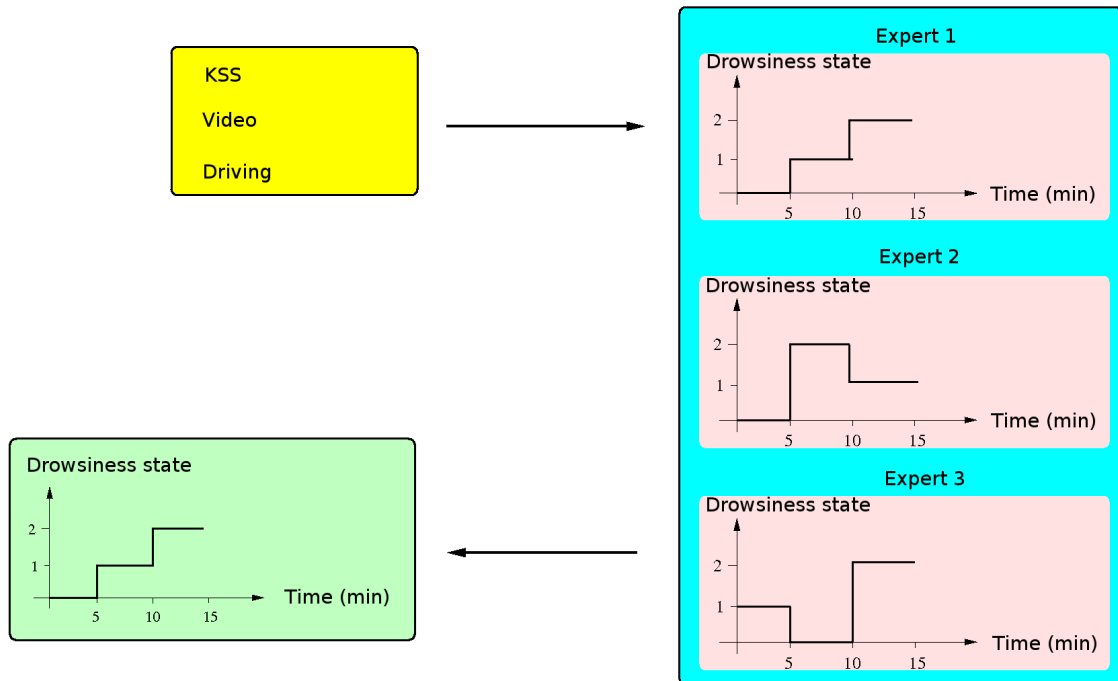 KSS
Video
Driving
Expert 1
Drowsiness state
2
1
Time (min)
5 10 15
Expert 2
Drowsiness state
2
1
Time (min)
5 10 15
Expert 3
Drowsiness state
2
1
Time (min)
5 10 15
Drowsiness state
2
1
Time (min)
5 10 15